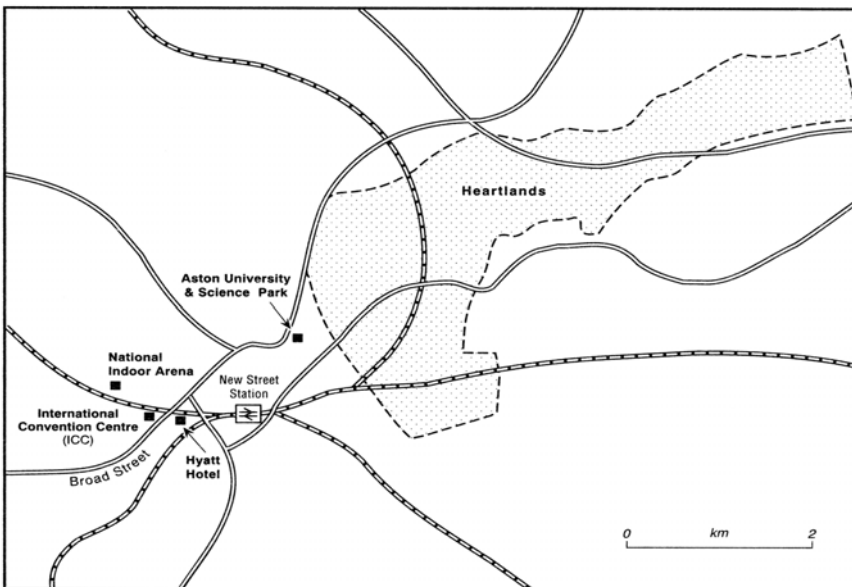 Heartlands
Aston University
& Science Park
National
Indoor Arena
New Street
Station
International
Convention Centre
(ICC)
Hyatt
Hotel
Broad Street
0 km 2